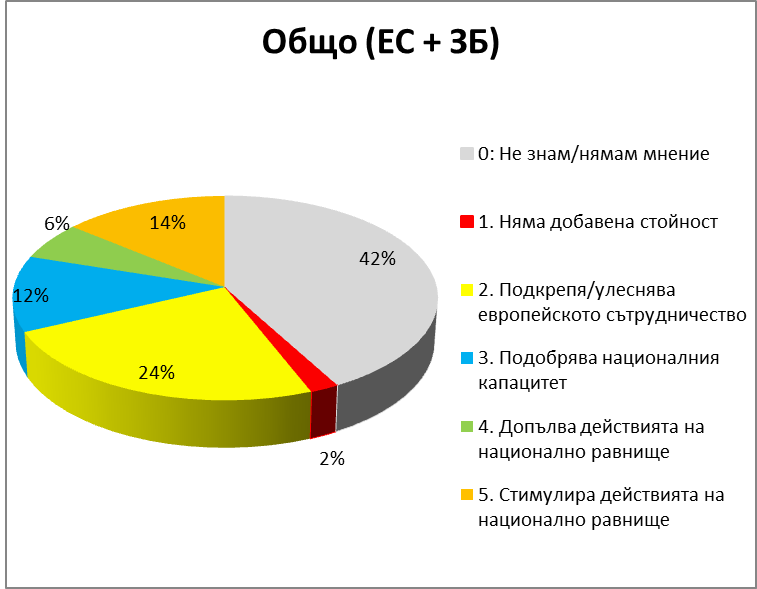 Общо (ЕС + ЗБ)
0: Не знам/нямам мнение
42%
1. Няма добавена стойност
14%
6%
2. Подкрепя/улеснява
европейското сътрудничество
12%
3. Подобрява националния
капацитет
24%
4. Допълва действията на
национално равнище
2%
5. Стимулира действията на
национално равнище